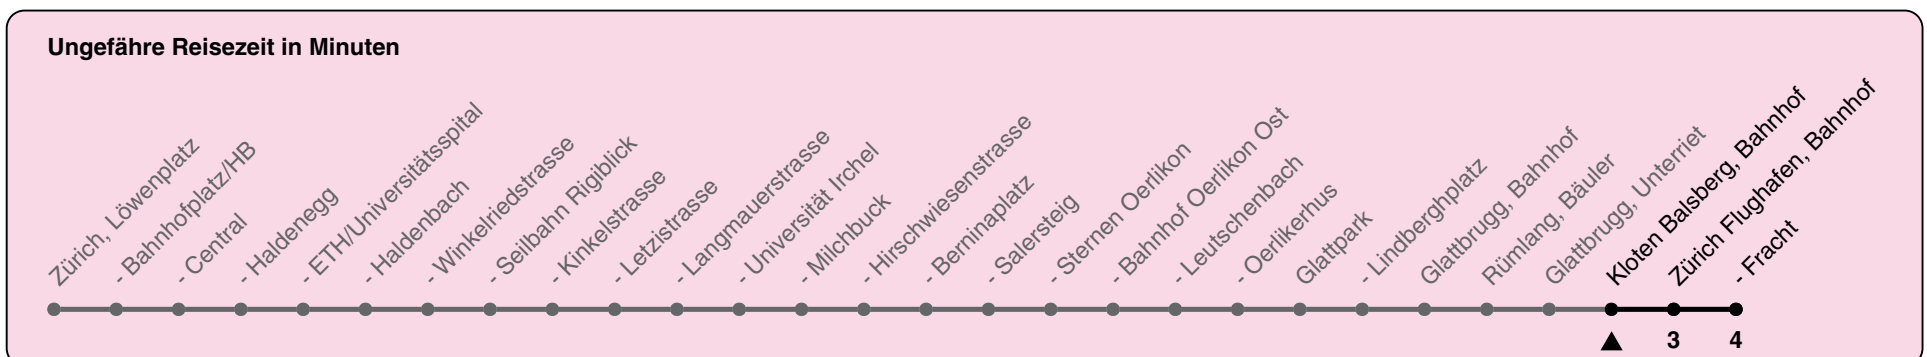 Ungefähre Reisezeit in Minuten
Zürich, Löwenplatz
- Bahnhofplatz/HB
- Central
- Haldenegg
- ETH/Universitätsspital
- Haldenbach
- Winkelriedstrasse
- Seilbahn Rigiblick
- Kinkelstrasse
- Letzistrasse
- Langmauerstrasse
- Universität Irchel
- Milchbuck
- Hirschwiesenstrasse
- Berninaplatz
- Salersteig
- Sternen Oerlikon
- Bahnhof Oerlikon Ost
- Leutschenbach
- Oerlikerhus
Glattpark
- Lindberghplatz
Glattbrugg, Bahnhof
Rümlang, Bäuler
Glattbrugg, Unterriet
Kloten Balsberg, Bahnhof
Zürich Flughafen, Bahnhof
- Fracht
3
4